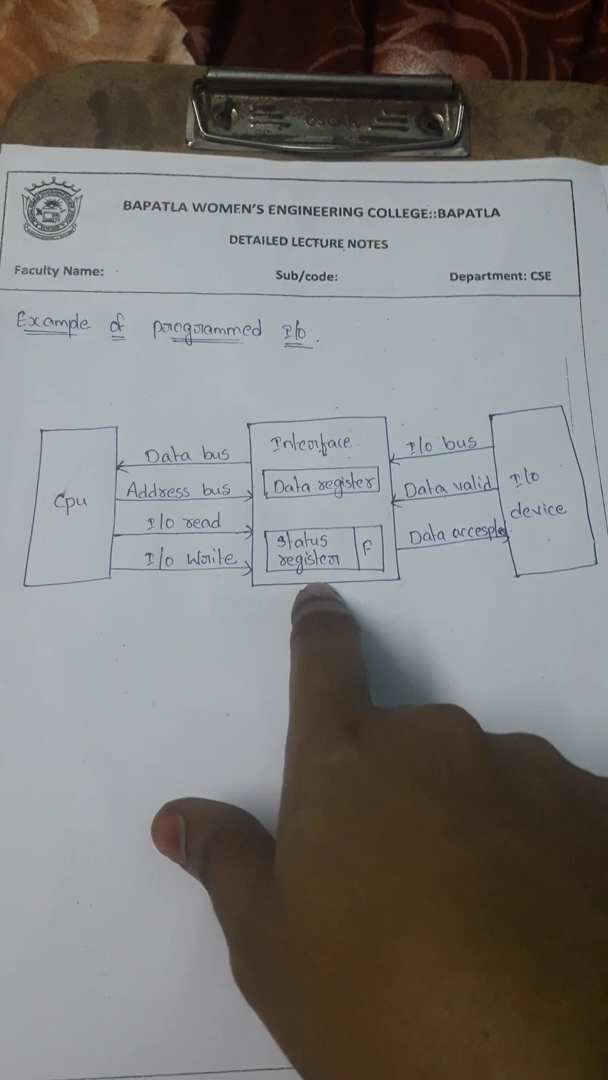 BAPATLA WOMEN'S ENGINEERING COLLEGE::BAPATLA
DETAILED LECTURE NOTES
Faculty Name:
Sub/code:
Department: CSE
Example of programmed I/o.
Cpu
Data bus
Address bus
I/o read
I/o Write
Interface
Data register
Status
register
F
I/o bus
Data valid
Data accesple
I/o
device